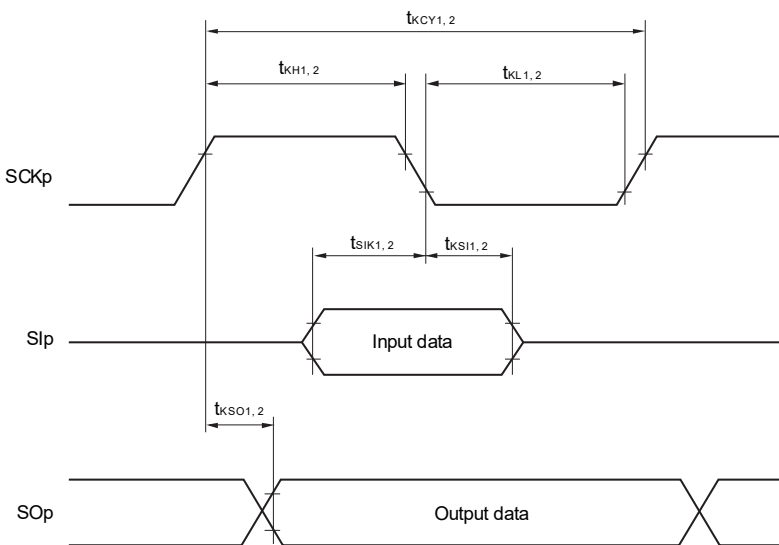 tKCY1, 2
tKH1, 2
tKL1, 2
SCKp
tSIK1, 2
tKSI1, 2
SIp
Input data
tKSO1, 2
SOp
Output data